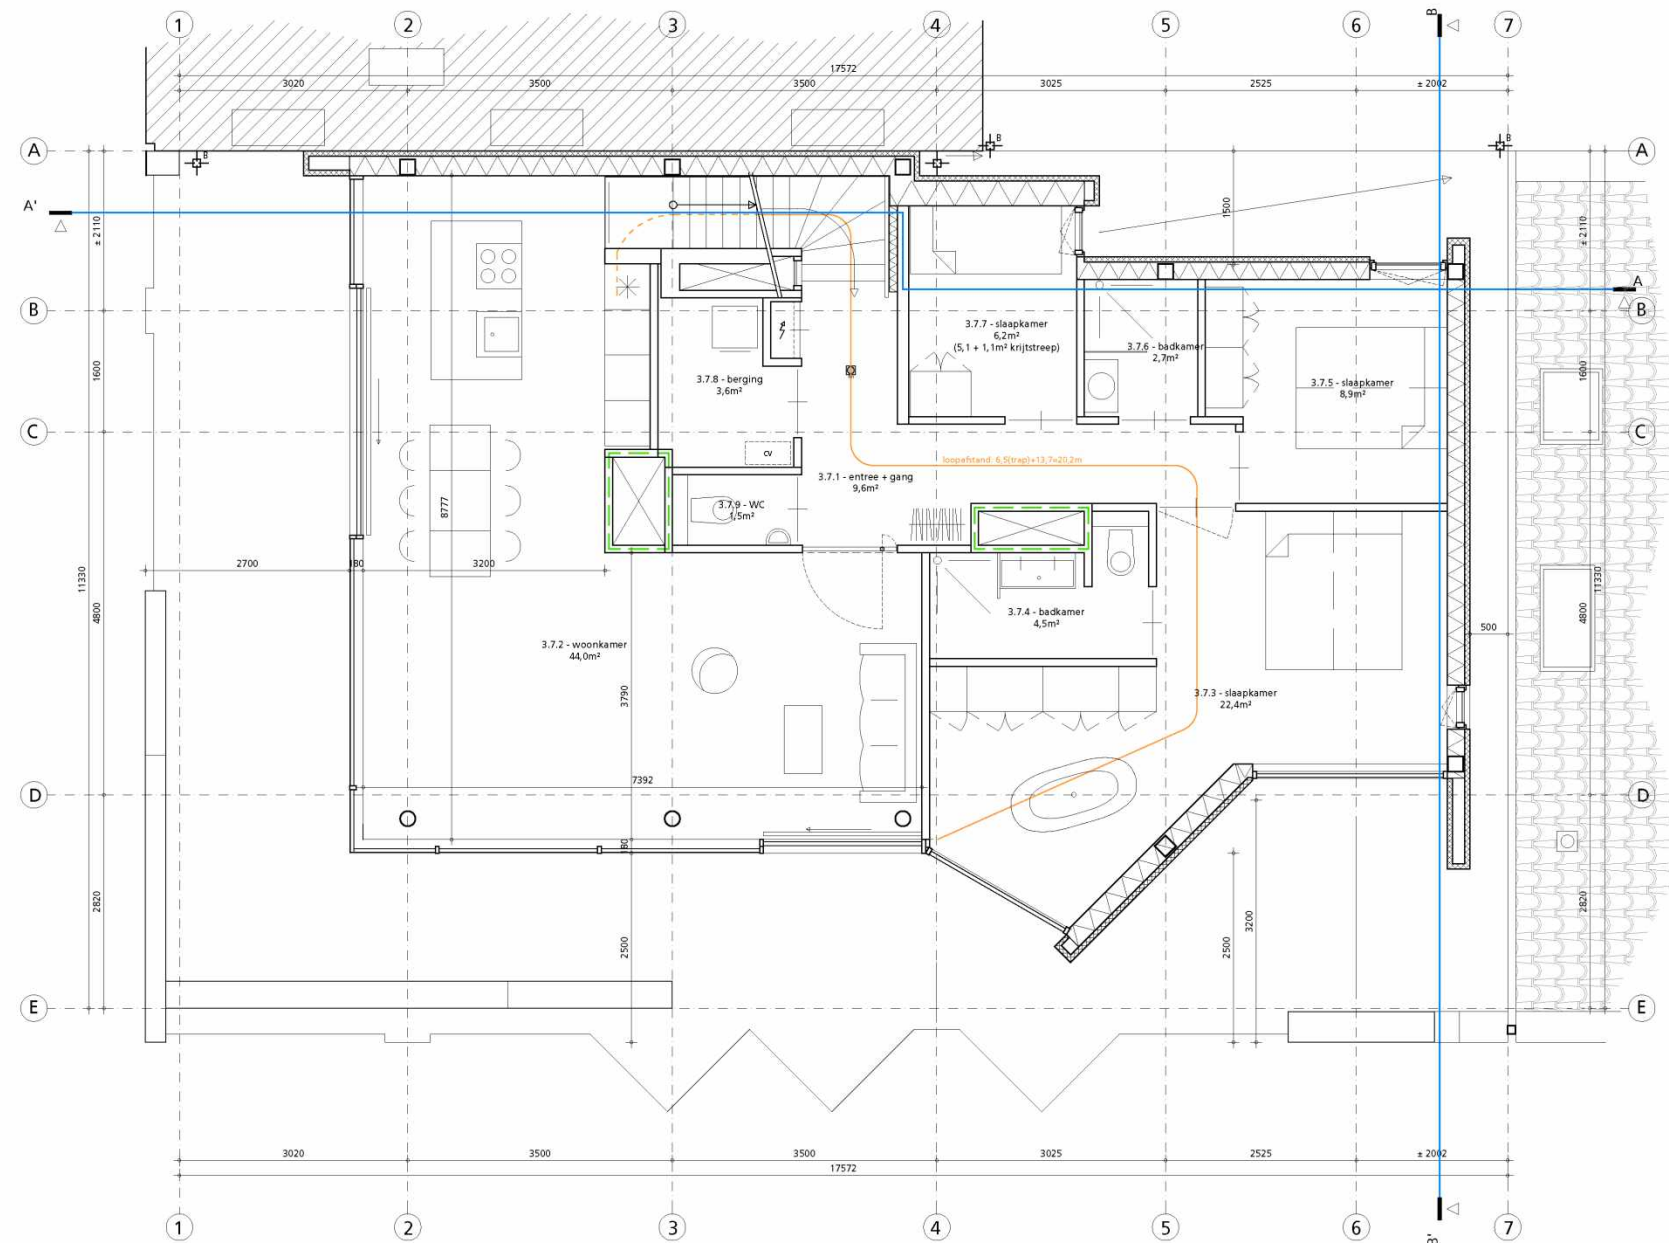 1 2 3 4 5 6 7
B
17572
3020 3500 3500 3025 2525 ± 2002
A A
B B B B
A'
± 2110 1500 ± 2110
A
B B
3.7.7 - slaapkamer
6,2m²
(5,1 + 1,1m² krijtstreep)
3.7.6 - badkamer
2,7m²
1600 1600
3.7.8 - berging
3,6m²
3.7.5 - slaapkamer
8,9m²
C C
cv
loopafstand: 6,5(trap)+13,7=20,2m
3.7.1 - entree + gang
9,6m²
8777
3.7.9 - WC
1,5m²
2700 180 3200
11330 11330
4800 4800
3.7.4 - badkamer
4,5m²
500
3.7.2 - woonkamer
44,0m²
3790
3.7.3 - slaapkamer
22,4m²
7392
D D
180
2820 2820
3200
2500 2500
E E
3020 3500 3500 3025 2525 ± 2002
17572
1 2 3 4 5 6 7
B'